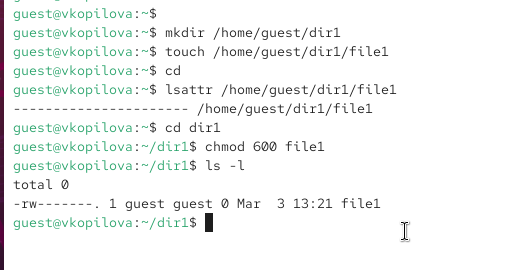 guest@vkopilova:~$
guest@vkopilova:~$ mkdir /home/guest/dir1
guest@vkopilova:~$ touch /home/guest/dir1/file1
guest@vkopilova:~$ cd
guest@vkopilova:~$ lsattr /home/guest/dir1/file1
---------------------- /home/guest/dir1/file1
guest@vkopilova:~$ cd dir1
guest@vkopilova:~/dir1$ chmod 600 file1
guest@vkopilova:~/dir1$ ls -l
total 0
-rw-------. 1 guest guest 0 Mar  3 13:21 file1
guest@vkopilova:~/dir1$